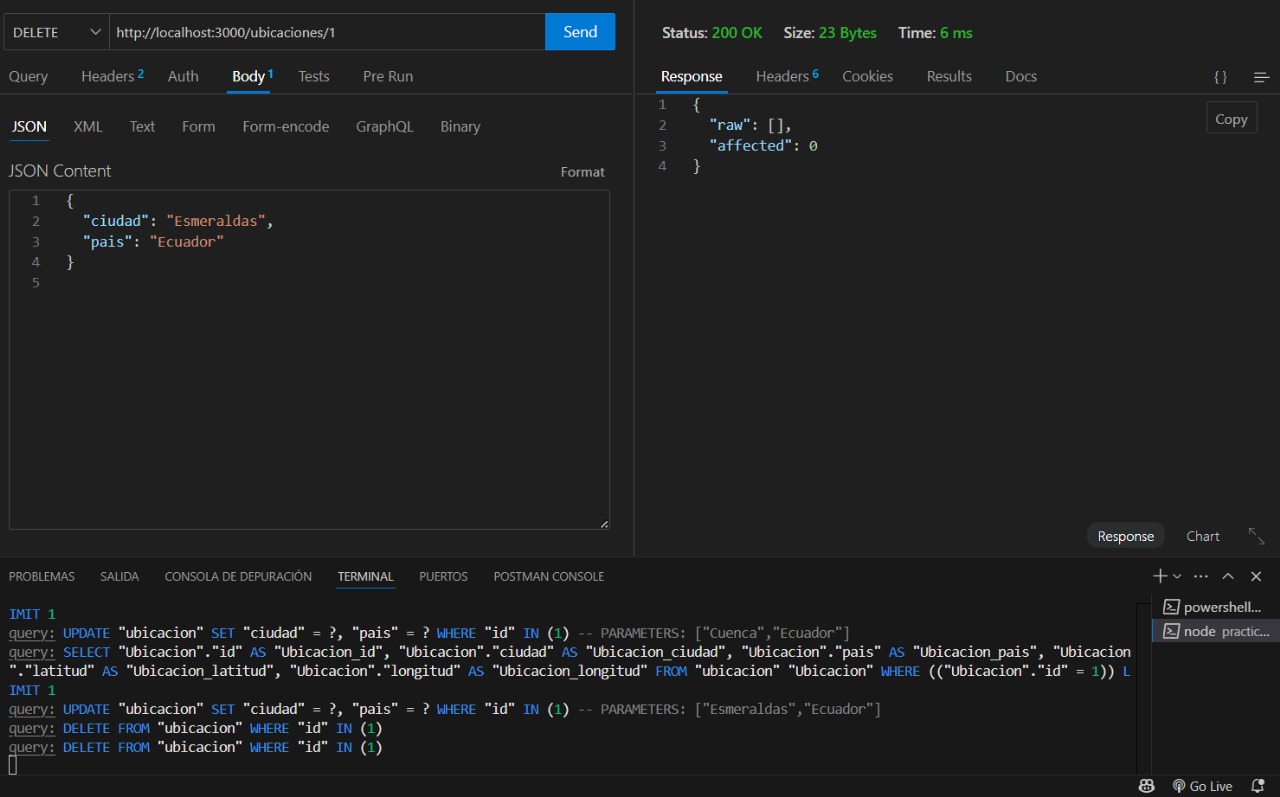 DELETE http://localhost:3000/ubicaciones/1 Send
Query Headers 2 Auth Body 1 Tests Pre Run
JSON XML Text Form Form-encode GraphQL Binary
JSON Content Format
1 {
2 "ciudad": "Esmeraldas",
3 "pais": "Ecuador"
4 }
5
Status: 200 OK Size: 23 Bytes Time: 6 ms
Response Headers 6 Cookies Results Docs { }
1 {
2 "raw": [],
3 "affected": 0
4 }
Copy
Response Chart
PROBLEMAS SALIDA CONSOLA DE DEPURACIÓN TERMINAL PUERTOS POSTMAN CONSOLE
IMIT 1
query: UPDATE "ubicacion" SET "ciudad" = ?, "pais" = ? WHERE "id" IN (1) -- PARAMETERS: ["Cuenca","Ecuador"]
query: SELECT "Ubicacion"."id" AS "Ubicacion_id", "Ubicacion"."ciudad" AS "Ubicacion_ciudad", "Ubicacion"."pais" AS "Ubicacion_pais", "Ubicacion
"."latitud" AS "Ubicacion_latitud", "Ubicacion"."longitud" AS "Ubicacion_longitud" FROM "ubicacion" "Ubicacion" WHERE (("Ubicacion"."id" = 1)) L
IMIT 1
query: UPDATE "ubicacion" SET "ciudad" = ?, "pais" = ? WHERE "id" IN (1) -- PARAMETERS: ["Esmeraldas","Ecuador"]
query: DELETE FROM "ubicacion" WHERE "id" IN (1)
query: DELETE FROM "ubicacion" WHERE "id" IN (1)
powershell...
node practic...
Go Live